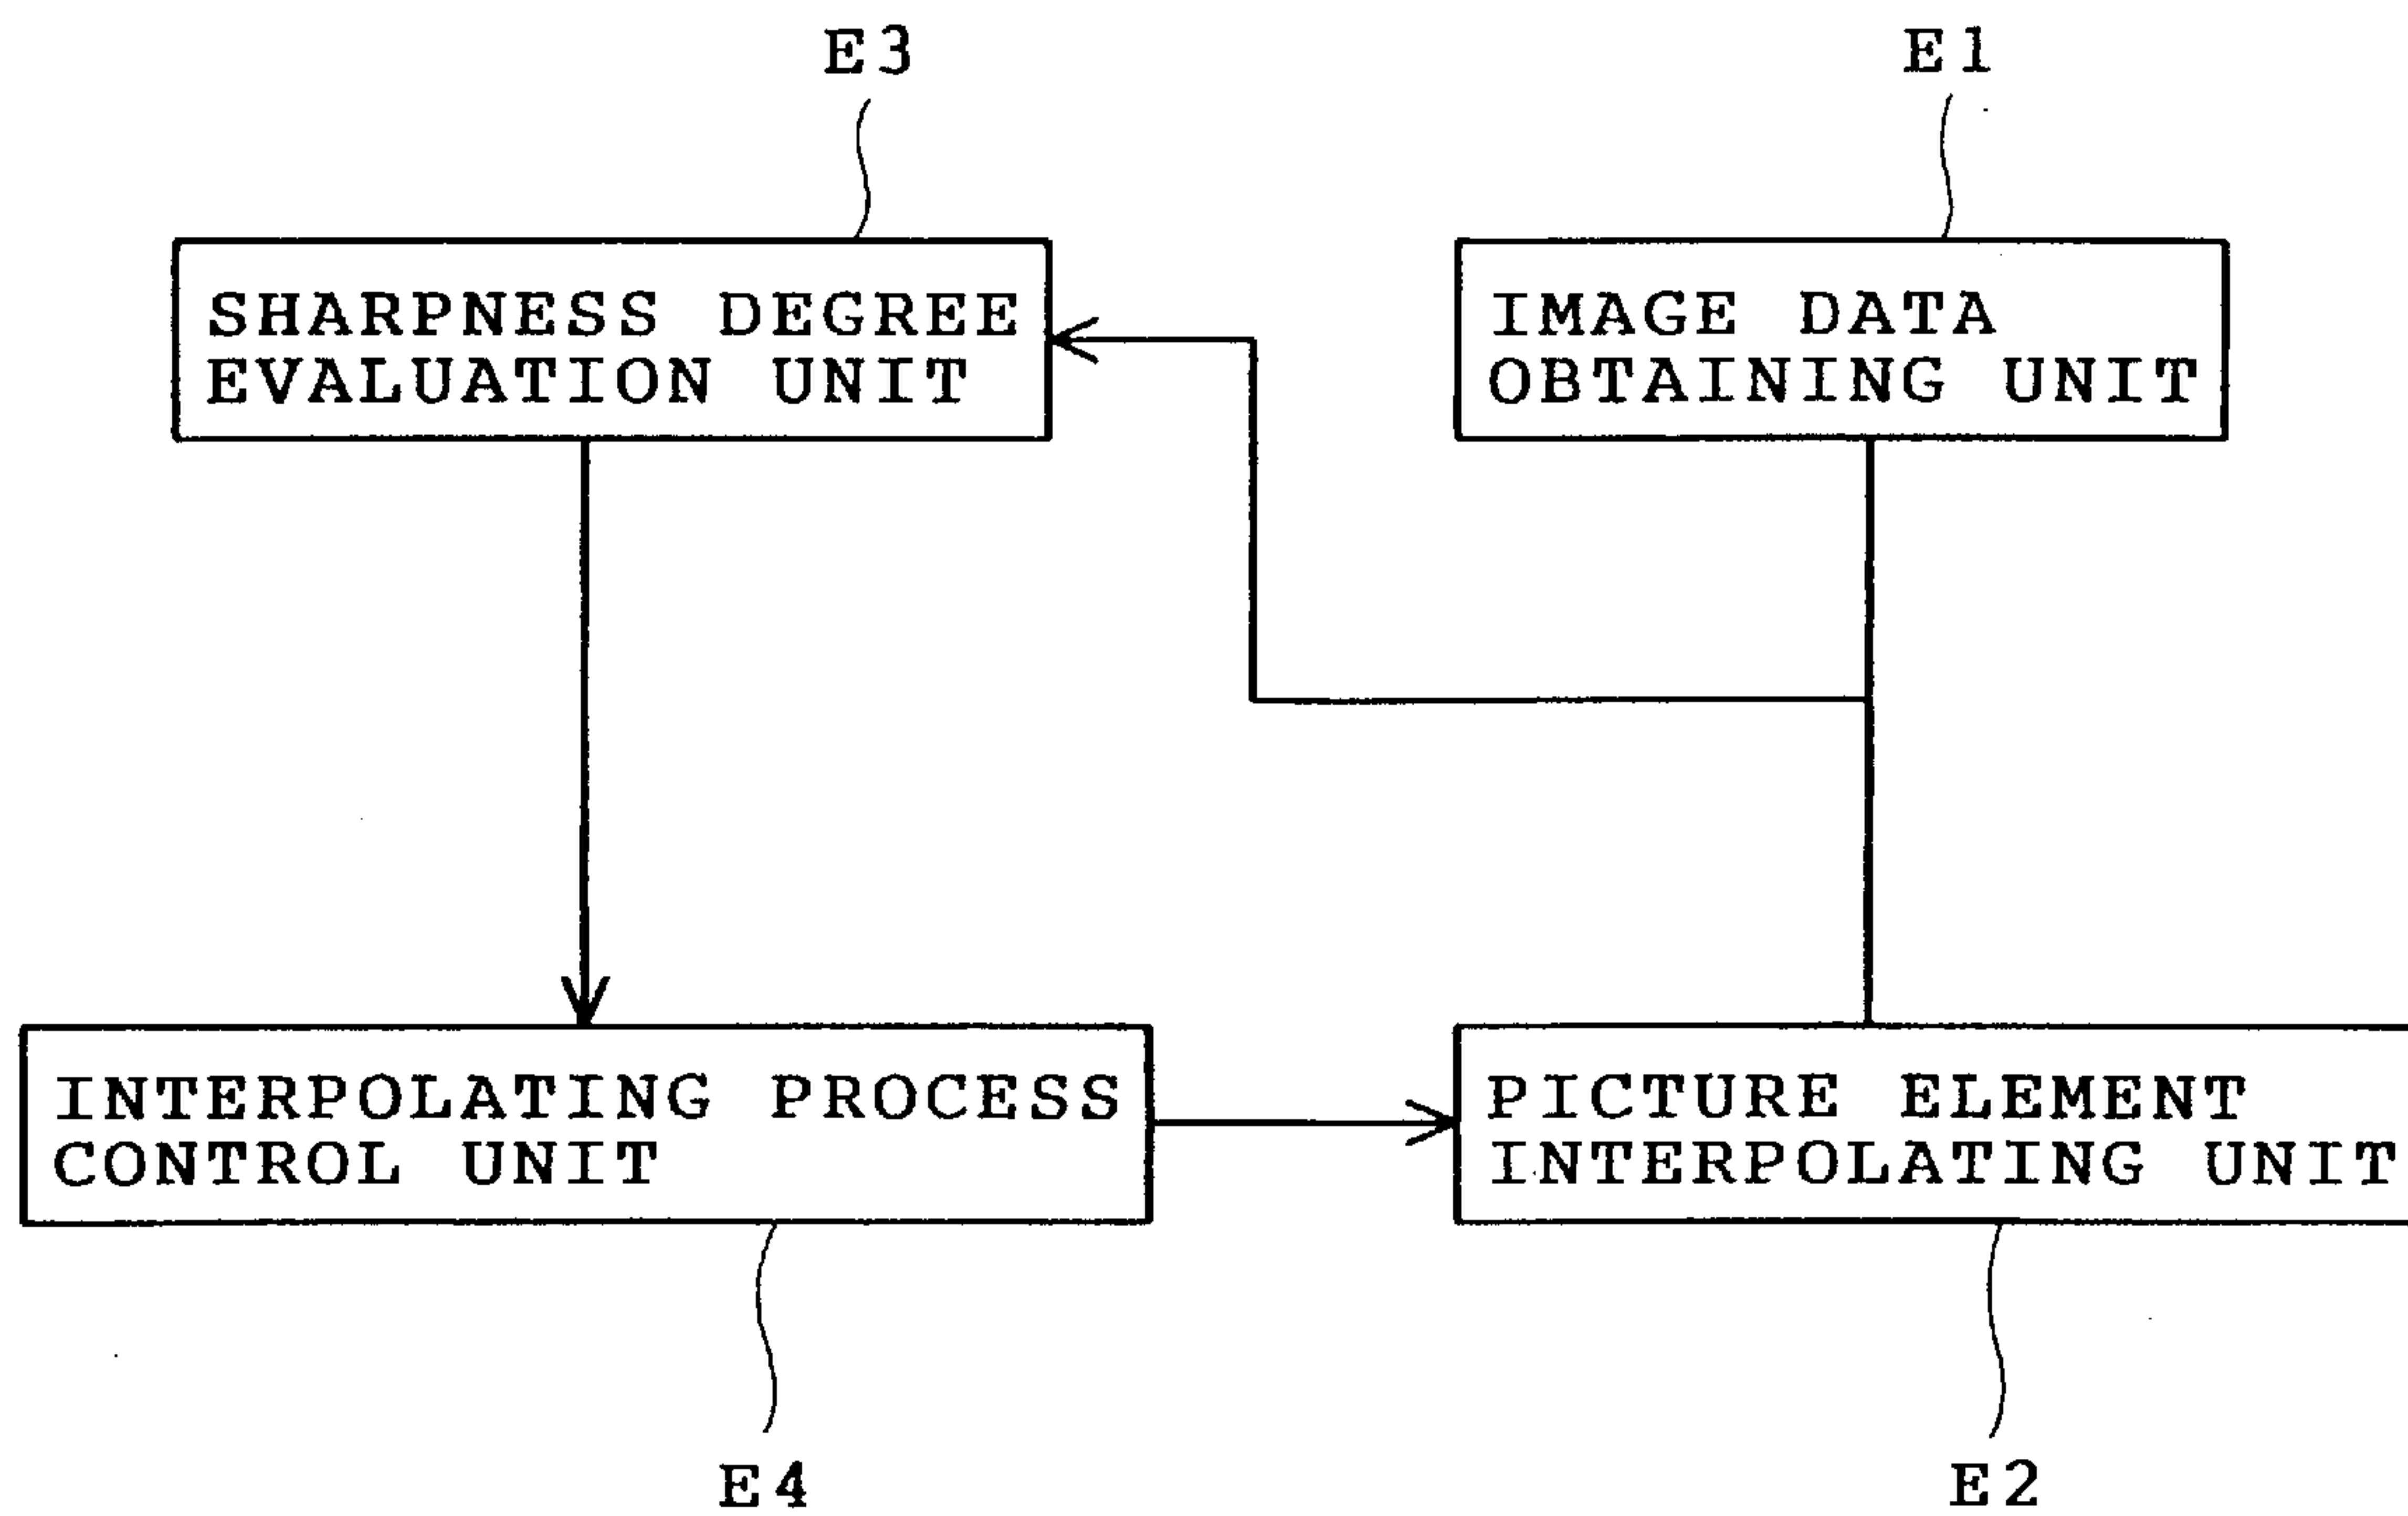 E3
E1
SHARPNESS DEGREE
EVALUATION UNIT
IMAGE DATA
OBTAINING UNIT
INTERPOLATING PROCESS
CONTROL UNIT
PICTURE ELEMENT
INTERPOLATING UNIT
E4
E2